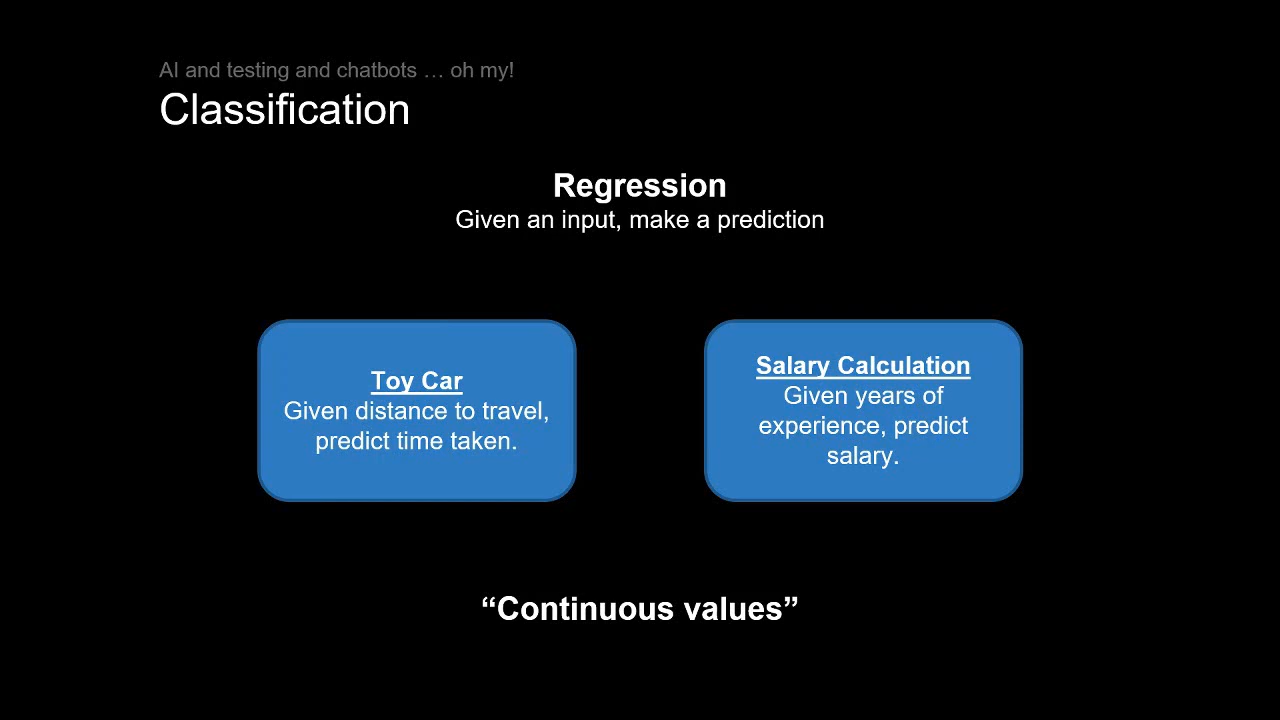 AI and testing and chatbots … oh my!
Classification
Regression
Given an input, make a prediction
Toy Car
Given distance to travel,
predict time taken.
Salary Calculation
Given years of
experience, predict
salary.
“Continuous values”